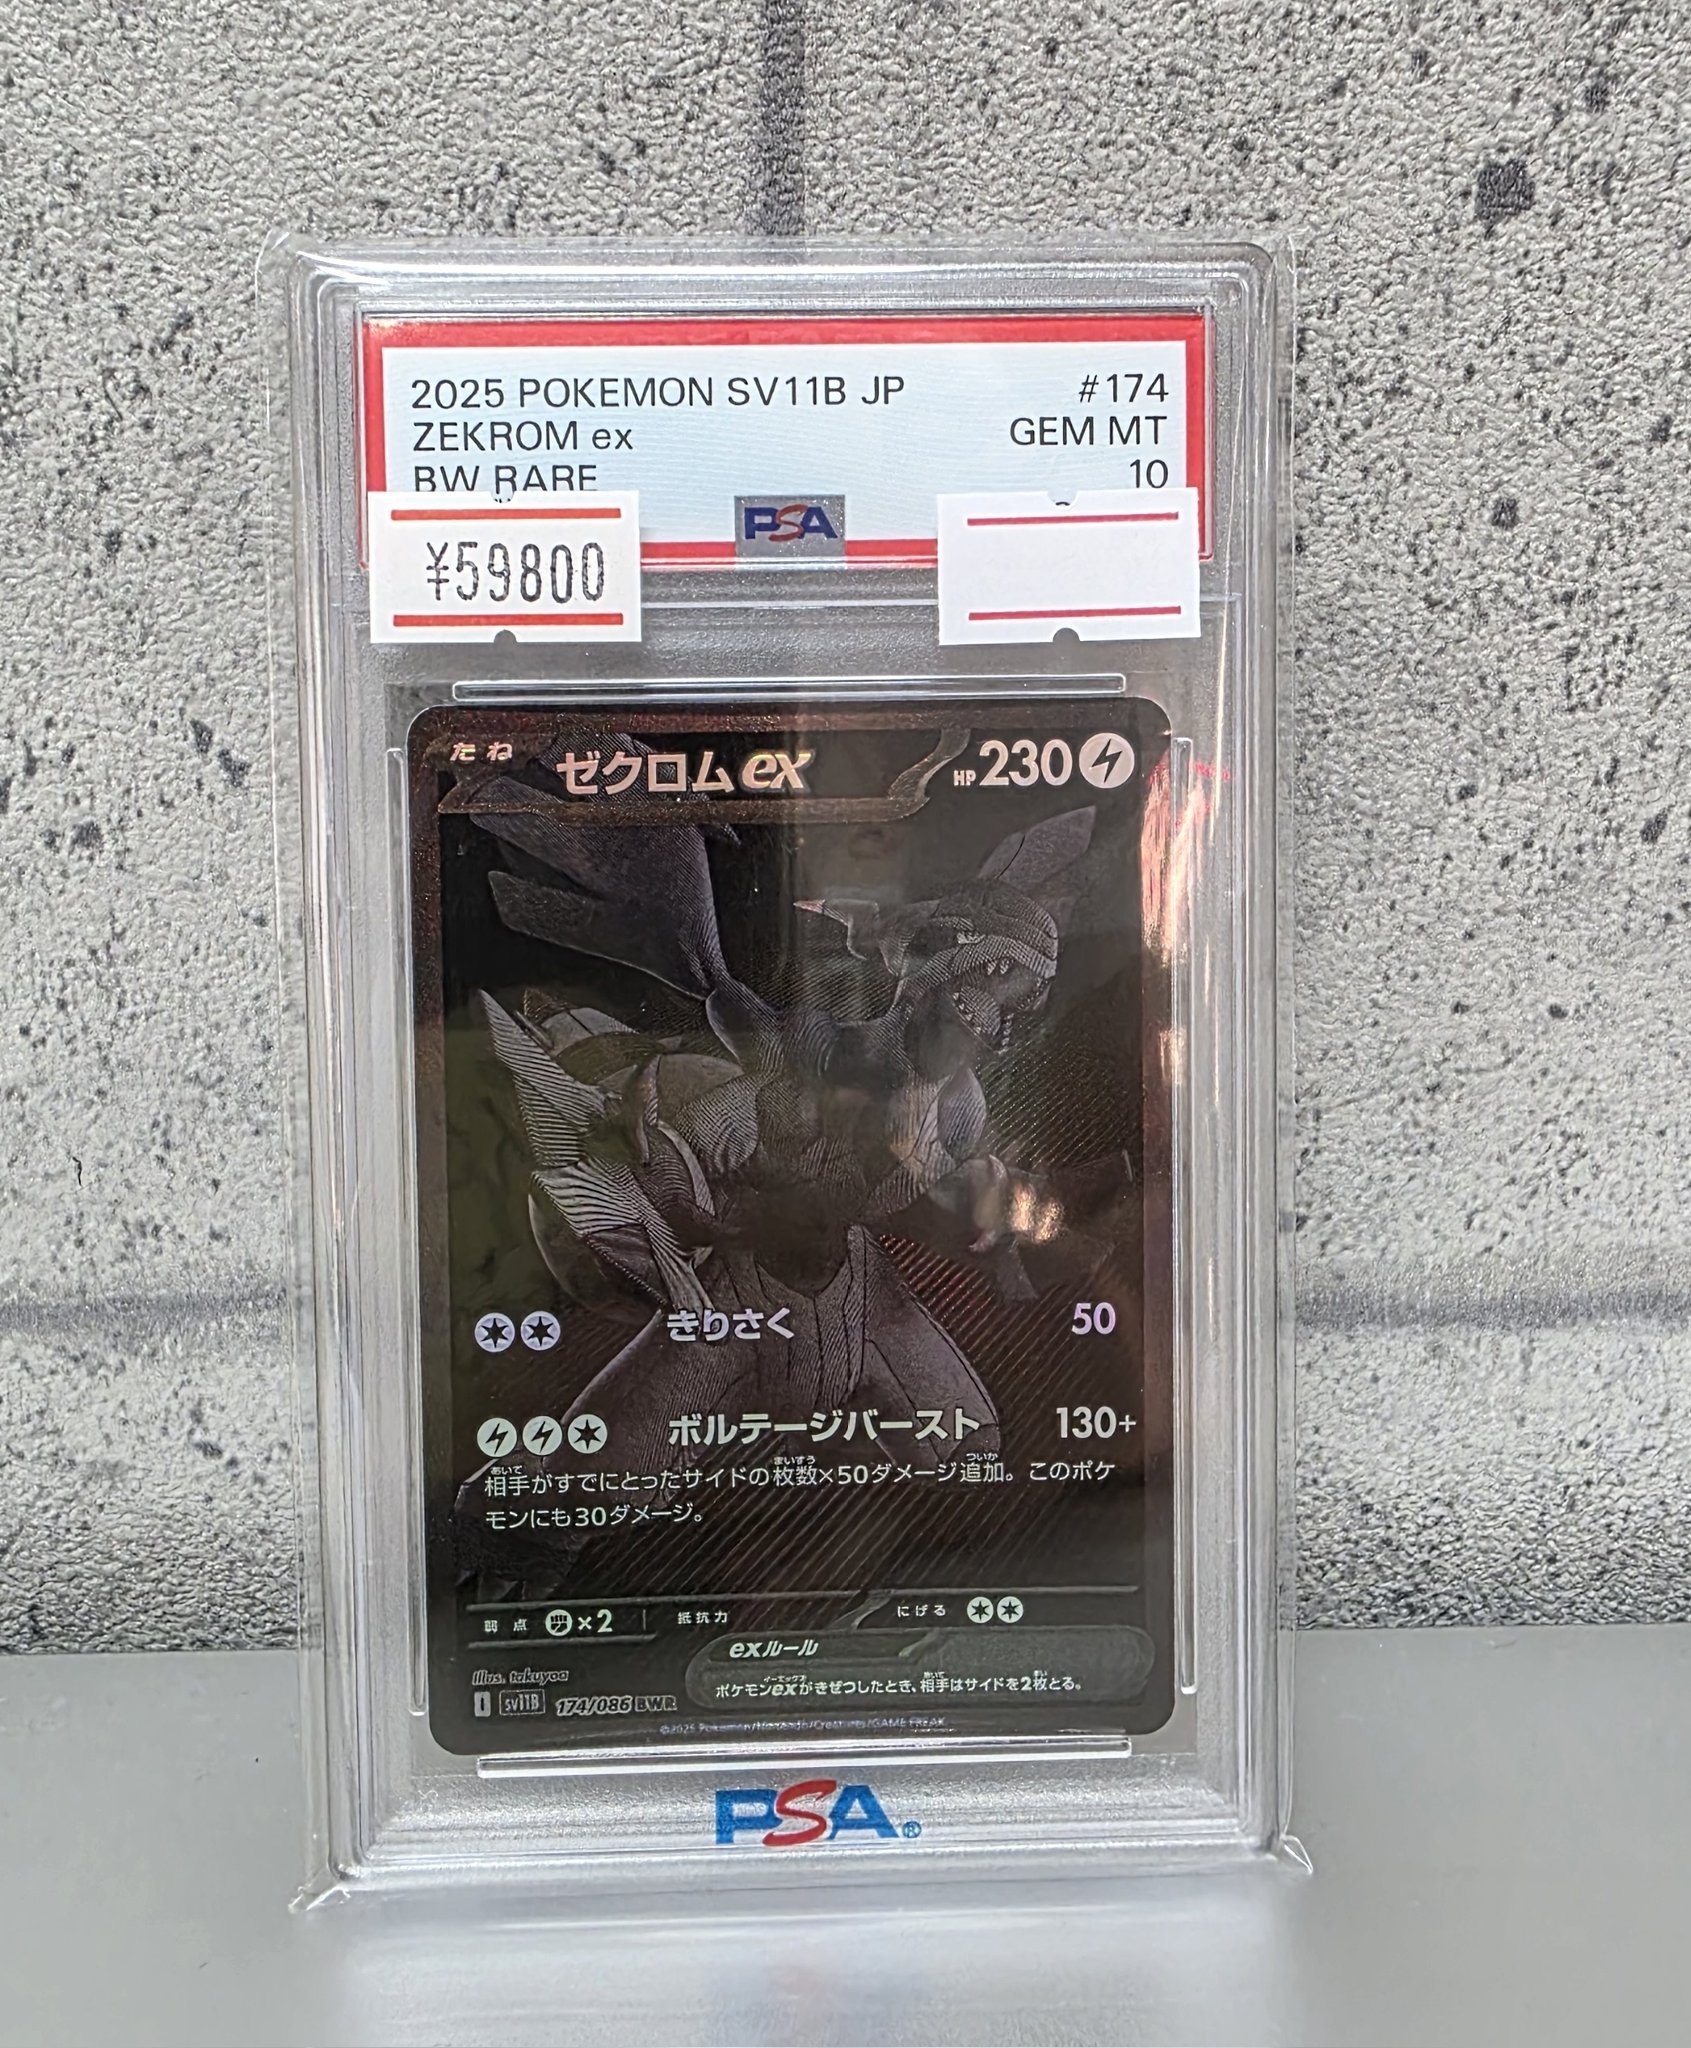 2025 POKEMON SV11B JP #174
ZEKROM ex GEM MT
BW RARE 10
PSA
¥59800
たね ゼクロムex HP230
きりさく 50
ボルテージバースト 130+
相手がすでにとったサイドの枚数×50ダメージ追加。このポケ
モンにも30ダメージ。
弱点 ×2 抵抗力 にげる
exルール
ポケモンexがきぜつしたとき、相手はサイドを2枚とる。
Illus. takuyoa
I SV11B 174/086 BWR
©2025 Pokémon/Nintendo/Creatures/GAME FREAK
PSA®